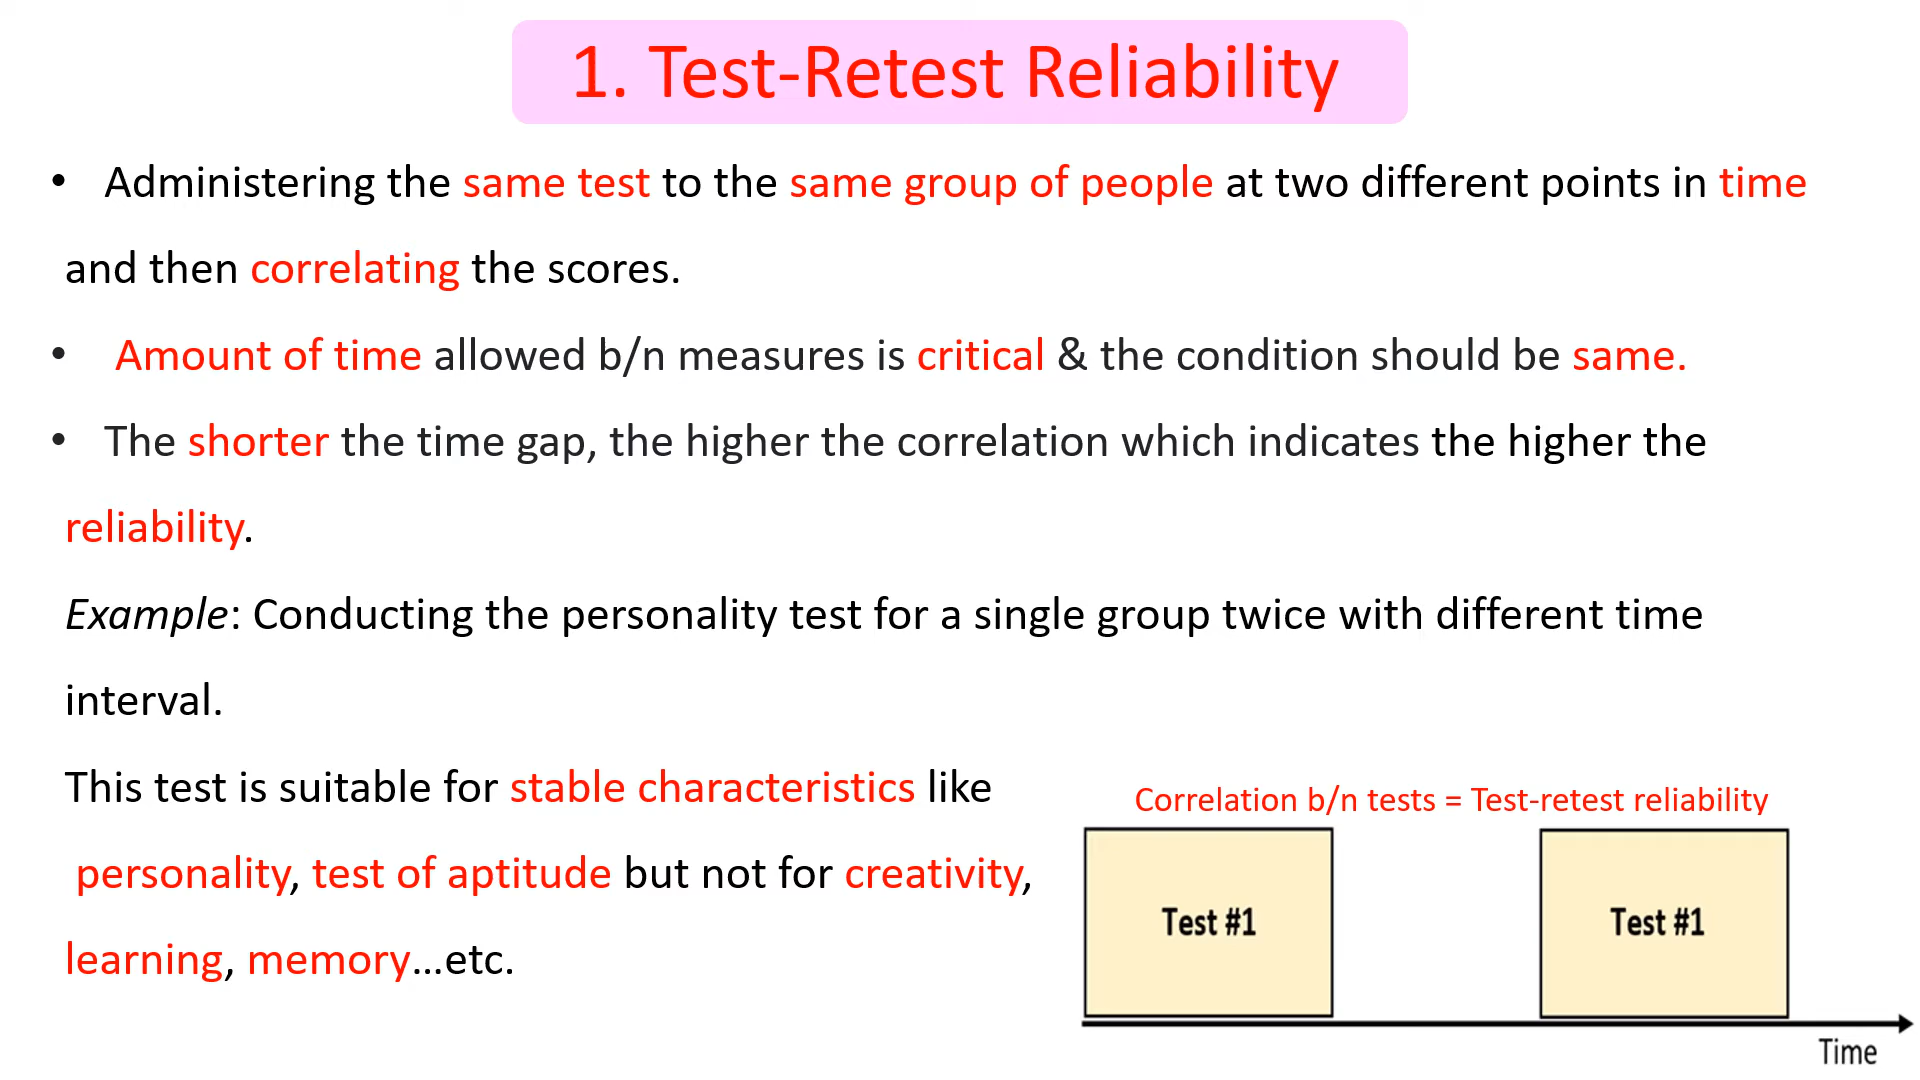 1. Test-Retest Reliability
• Administering the same test to the same group of people at two different points in time
and then correlating the scores.
• Amount of time allowed b/n measures is critical & the condition should be same.
• The shorter the time gap, the higher the correlation which indicates the higher the
reliability.
Example: Conducting the personality test for a single group twice with different time
interval.
This test is suitable for stable characteristics like
personality, test of aptitude but not for creativity,
learning, memory...etc.
Correlation b/n tests = Test-retest reliability
Test #1
Test #1
Time